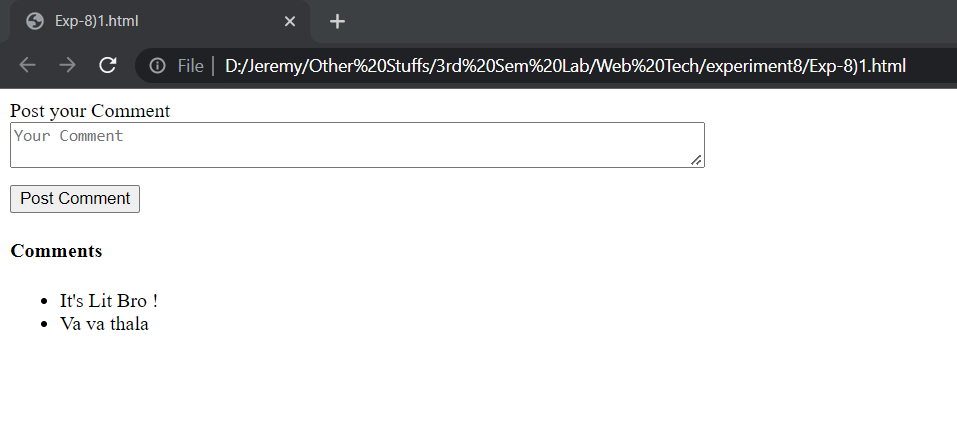 Exp-8)1.html
File | D:/Jeremy/Other%20Stuffs/3rd%20Sem%20Lab/Web%20Tech/experiment8/Exp-8)1.html
Post your Comment
Your Comment
Post Comment
Comments
• It's Lit Bro !
• Va va thala